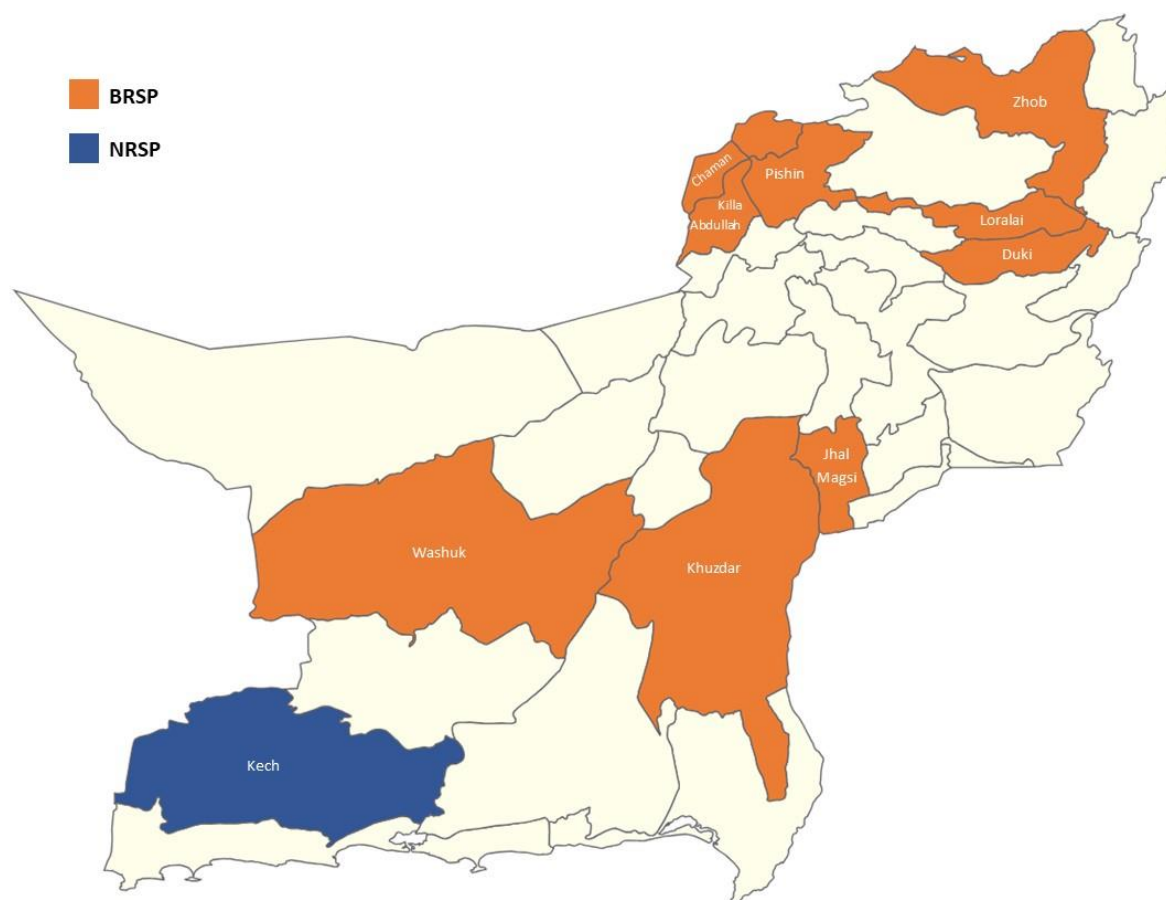 BRSP
NRSP
Zhob
Chaman
Pishin
Killa
Abdullah
Loralai
Duki
Jhal
Magsi
Washuk
Khuzdar
Kech